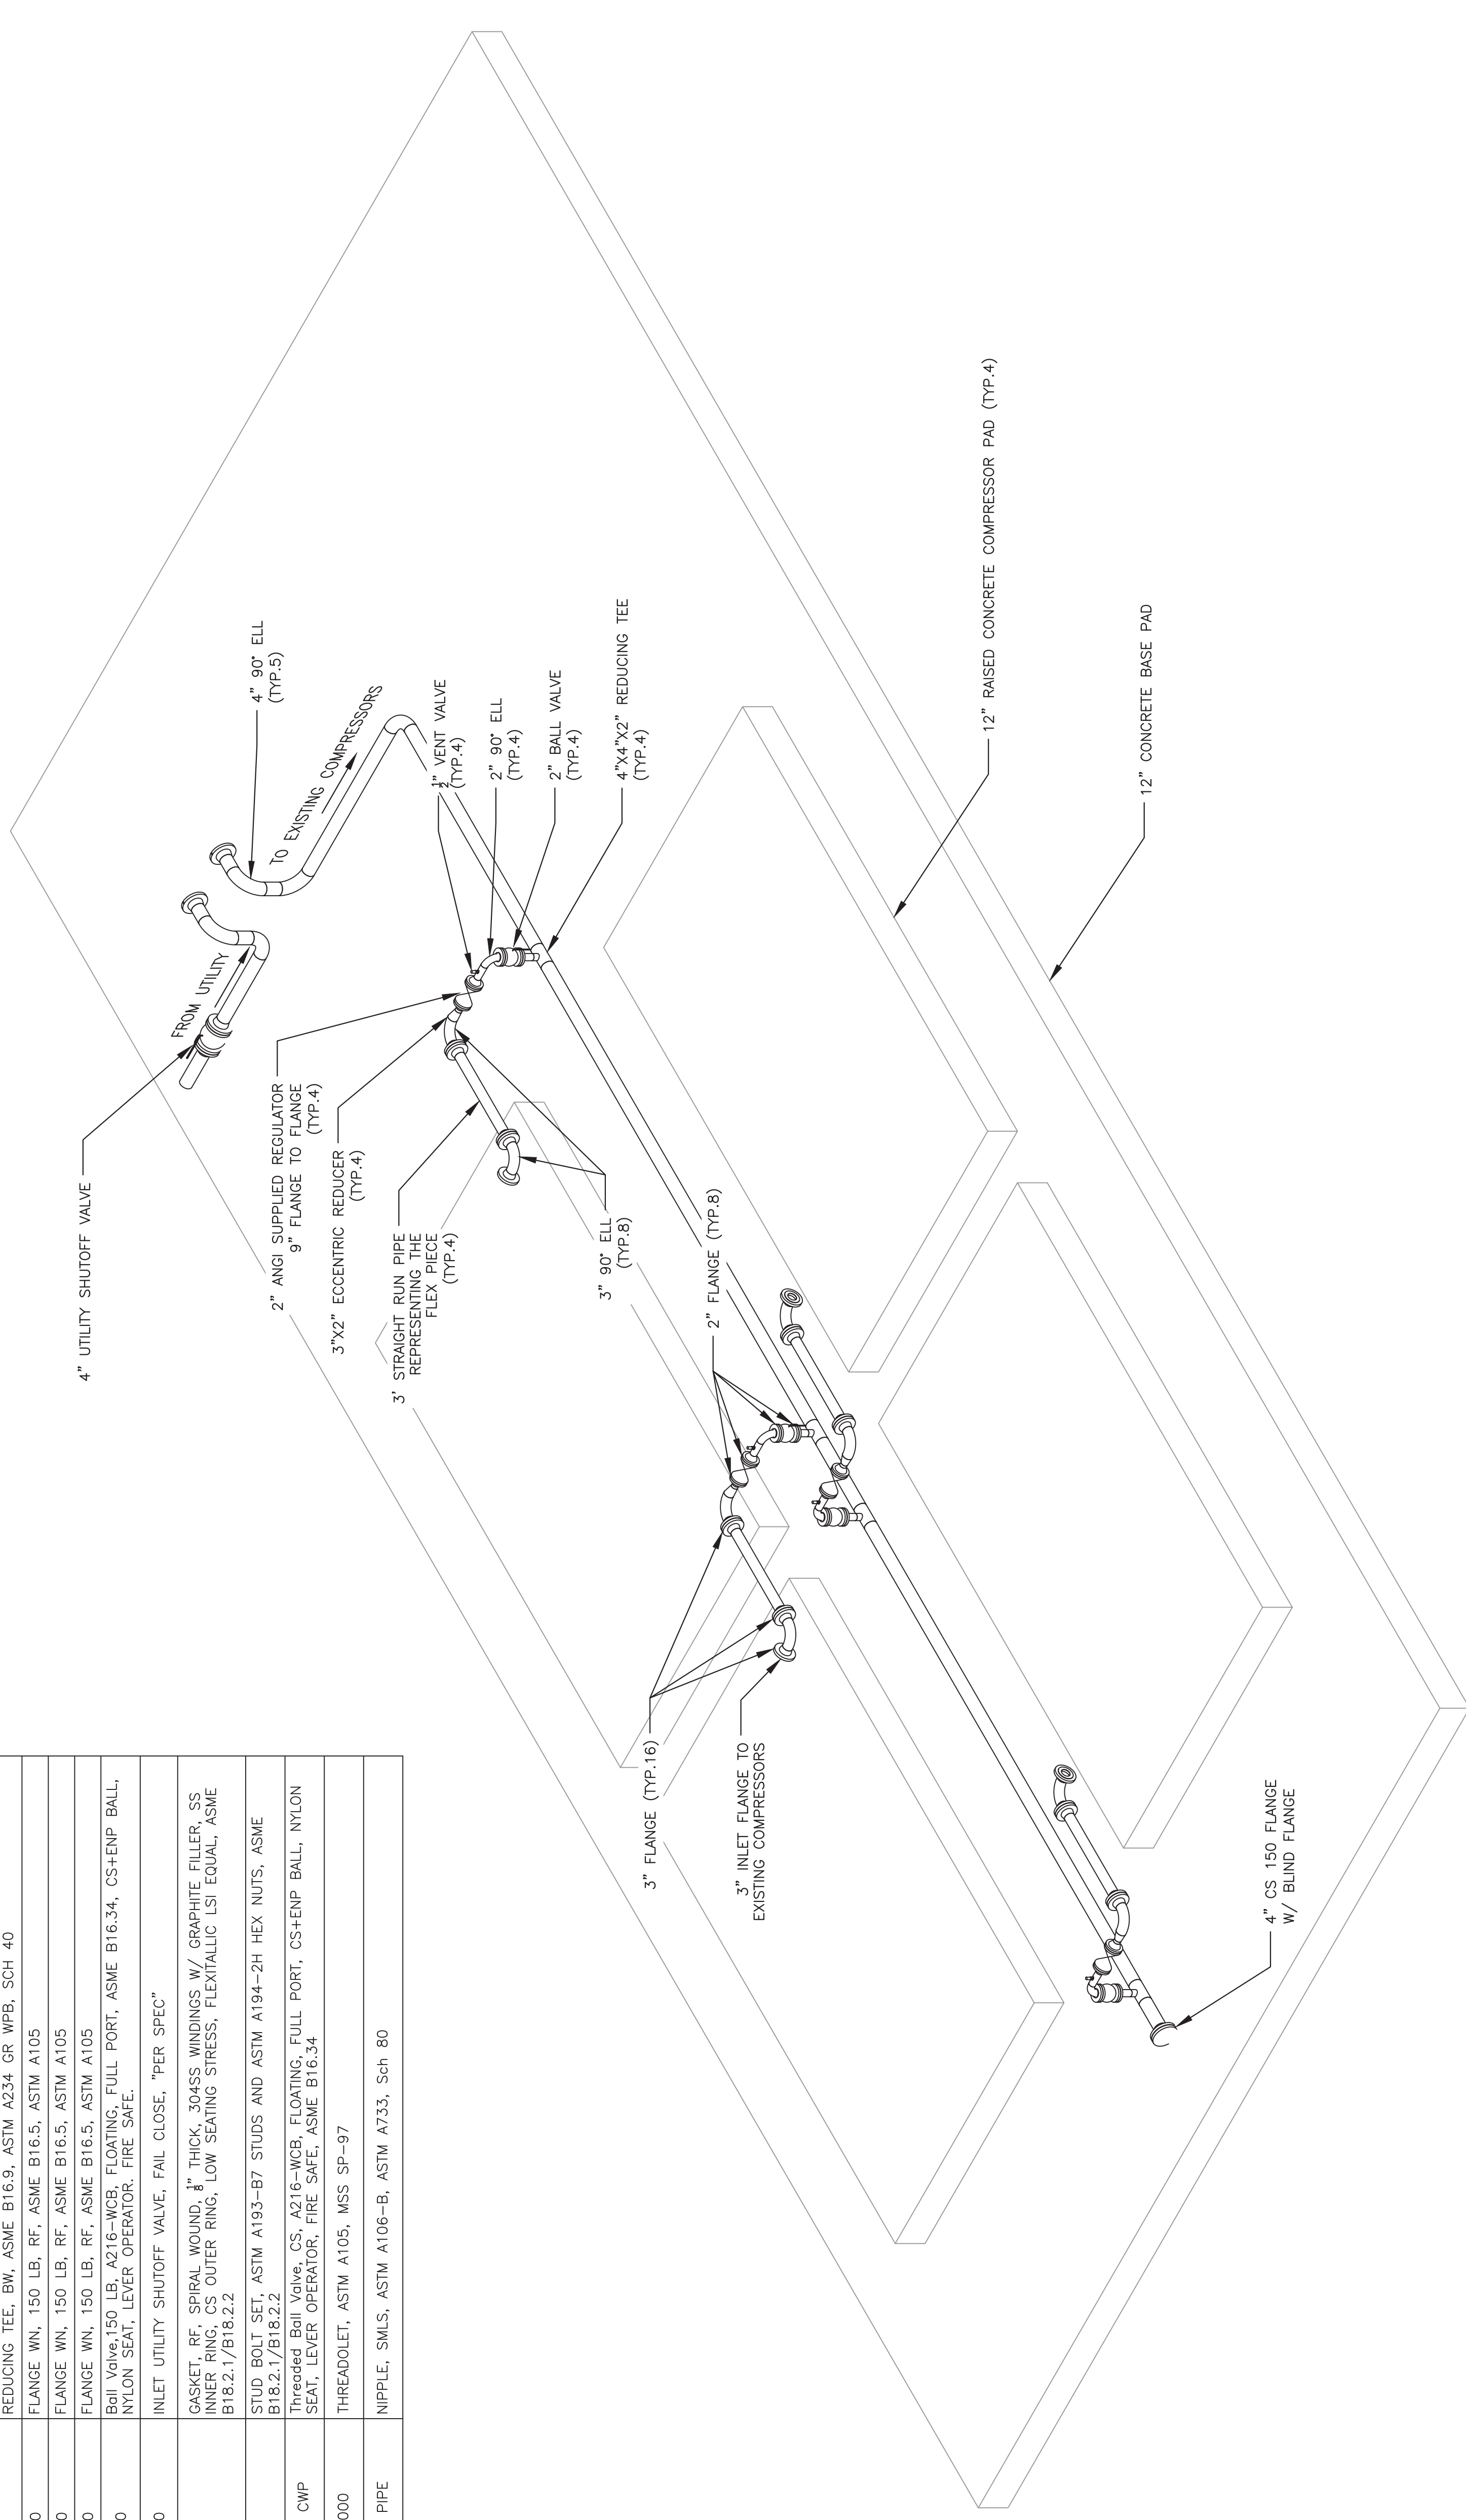 REDUCING TEE, BW, ASME B16.9, ASTM A234 GR WPB, SCH 40
0
FLANGE WN, 150 LB, RF, ASME B16.5, ASTM A105
0
FLANGE WN, 150 LB, RF, ASME B16.5, ASTM A105
0
FLANGE WN, 150 LB, RF, ASME B16.5, ASTM A105
0
Ball Valve,150 LB, A216-WCB, FLOATING, FULL PORT, ASME B16.34, CS+ENP BALL,
NYLON SEAT, LEVER OPERATOR. FIRE SAFE.
0
INLET UTILITY SHUTOFF VALVE, FAIL CLOSE, "PER SPEC"
GASKET, RF, SPIRAL WOUND, 1/8" THICK, 304SS WINDINGS W/ GRAPHITE FILLER, SS
INNER RING, CS OUTER RING, LOW SEATING STRESS, FLEXITALLIC LSI EQUAL, ASME
B18.2.1/B18.2.2
STUD BOLT SET, ASTM A193-B7 STUDS AND ASTM A194-2H HEX NUTS, ASME
B18.2.1/B18.2.2
CWP
Threaded Ball Valve, CS, A216-WCB, FLOATING, FULL PORT, CS+ENP BALL, NYLON
SEAT, LEVER OPERATOR, FIRE SAFE, ASME B16.34
000
THREADOLET, ASTM A105, MSS SP-97
PIPE
NIPPLE, SMLS, ASTM A106-B, ASTM A733, Sch 80
4" UTILITY SHUTOFF VALVE
FROM UTILITY
TO EXISTING COMPRESSORS
4" 90° ELL
(TYP.5)
2" ANGI SUPPLIED REGULATOR
9" FLANGE TO FLANGE
(TYP.4)
3"X2" ECCENTRIC REDUCER
(TYP.4)
3' STRAIGHT RUN PIPE
REPRESENTING THE
FLEX PIECE
(TYP.4)
1/2" VENT VALVE
(TYP.4)
2" 90° ELL
(TYP.4)
2" BALL VALVE
(TYP.4)
4"X4"X2" REDUCING TEE
(TYP.4)
3" 90° ELL
(TYP.8)
2" FLANGE (TYP.8)
3" FLANGE (TYP.16)
3" INLET FLANGE TO
EXISTING COMPRESSORS
12" RAISED CONCRETE COMPRESSOR PAD (TYP.4)
12" CONCRETE BASE PAD
4" CS 150 FLANGE
W/ BLIND FLANGE